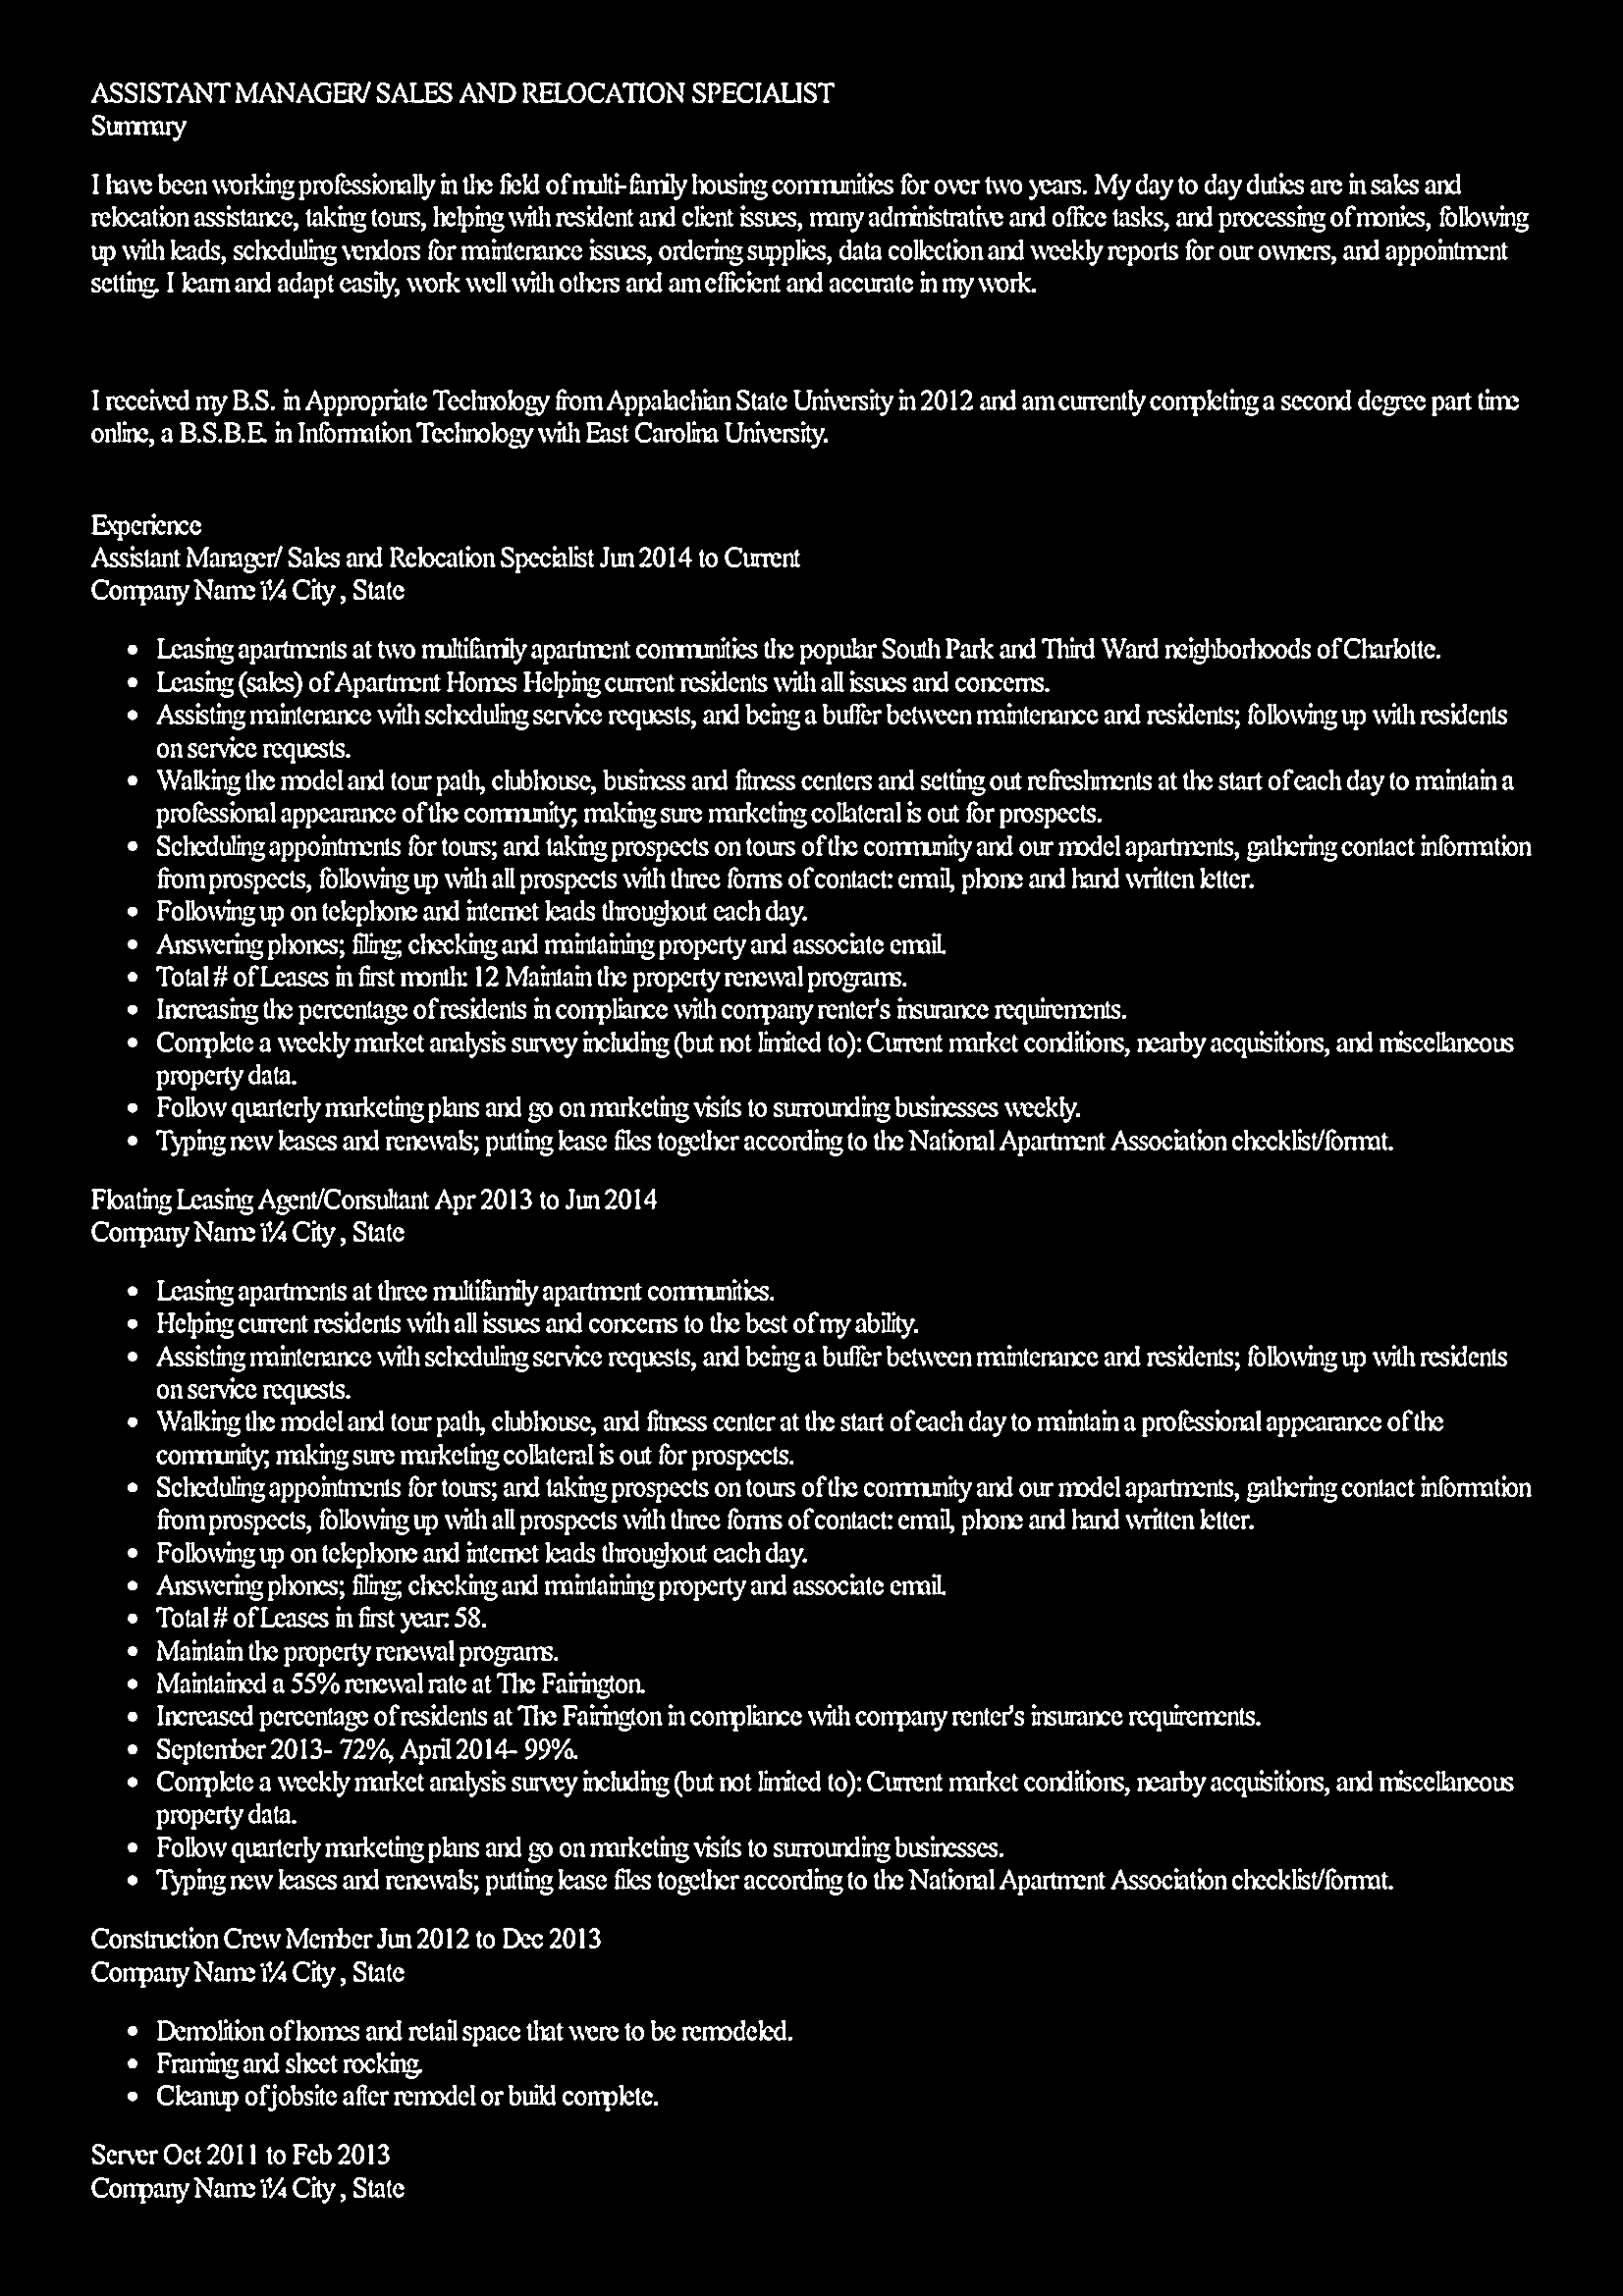 ASSISTANT MANAGER/ SALES AND RELOCATION SPECIALIST
Summary
I have been working professionally in the field of multi-family housing communities for over two years. My day to day duties are in sales and
relocation assistance, taking tours, helping with resident and client issues, many administrative and office tasks, and processing of monies, following
up with leads, scheduling vendors for maintenance issues, ordering supplies, data collection and weekly reports for our owners, and appointment
setting. I learn and adapt easily, work well with others and am efficient and accurate in my work.
I received my B.S. in Appropriate Technology from Appalachian State University in 2012 and am currently completing a second degree part time
online, a B.S.B.E. in Information Technology with East Carolina University.
Experience
Assistant Manager/ Sales and Relocation Specialist Jun 2014 to Current
Company Name ï¼ City , State
• Leasing apartments at two multifamily apartment communities the popular South Park and Third Ward neighborhoods of Charlotte.
• Leasing (sales) of Apartment Homes Helping current residents with all issues and concerns.
• Assisting maintenance with scheduling service requests, and being a buffer between maintenance and residents; following up with residents
on service requests.
• Walking the model and tour path, clubhouse, business and fitness centers and setting out refreshments at the start of each day to maintain a
professional appearance of the community; making sure marketing collateral is out for prospects.
• Scheduling appointments for tours; and taking prospects on tours of the community and our model apartments, gathering contact information
from prospects, following up with all prospects with three forms of contact: email, phone and hand written letter.
• Following up on telephone and internet leads throughout each day.
• Answering phones; filing; checking and maintaining property and associate email.
• Total # of Leases in first month: 12 Maintain the property renewal programs.
• Increasing the percentage of residents in compliance with company renter's insurance requirements.
• Complete a weekly market analysis survey including (but not limited to): Current market conditions, nearby acquisitions, and miscellaneous
property data.
• Follow quarterly marketing plans and go on marketing visits to surrounding businesses weekly.
• Typing new leases and renewals; putting lease files together according to the National Apartment Association checklist/format.
Floating Leasing Agent/Consultant Apr 2013 to Jun 2014
Company Name ï¼ City , State
• Leasing apartments at three multifamily apartment communities.
• Helping current residents with all issues and concerns to the best of my ability.
• Assisting maintenance with scheduling service requests, and being a buffer between maintenance and residents; following up with residents
on service requests.
• Walking the model and tour path, clubhouse, and fitness center at the start of each day to maintain a professional appearance of the
community; making sure marketing collateral is out for prospects.
• Scheduling appointments for tours; and taking prospects on tours of the community and our model apartments, gathering contact information
from prospects, following up with all prospects with three forms of contact: email, phone and hand written letter.
• Following up on telephone and internet leads throughout each day.
• Answering phones; filing; checking and maintaining property and associate email.
• Total # of Leases in first year: 58.
• Maintain the property renewal programs.
• Maintained a 55% renewal rate at The Fairington.
• Increased percentage of residents at The Fairington in compliance with company renter's insurance requirements.
• September 2013- 72%, April 2014- 99%.
• Complete a weekly market analysis survey including (but not limited to): Current market conditions, nearby acquisitions, and miscellaneous
property data.
• Follow quarterly marketing plans and go on marketing visits to surrounding businesses.
• Typing new leases and renewals; putting lease files together according to the National Apartment Association checklist/format.
Construction Crew Member Jun 2012 to Dec 2013
Company Name ï¼ City , State
• Demolition of homes and retail space that were to be remodeled.
• Framing and sheet rocking.
• Cleanup of jobsite after remodel or build complete.
Server Oct 2011 to Feb 2013
Company Name ï¼ City , State